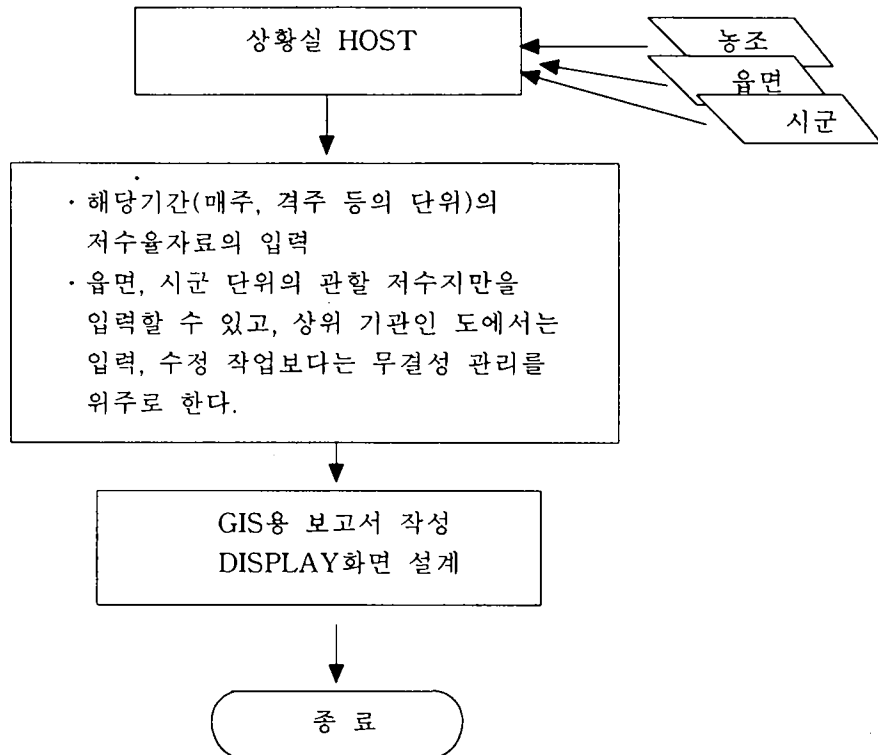 상황실 HOST
농조
읍면
시군
· 해당기간(매주, 격주 등의 단위)의
저수율자료의 입력
· 읍면, 시군 단위의 관할 저수지만을
입력할 수 있고, 상위 기관인 도에서는
입력, 수정 작업보다는 무결성 관리를
위주로 한다.
GIS용 보고서 작성
DISPLAY화면 설계
종 료